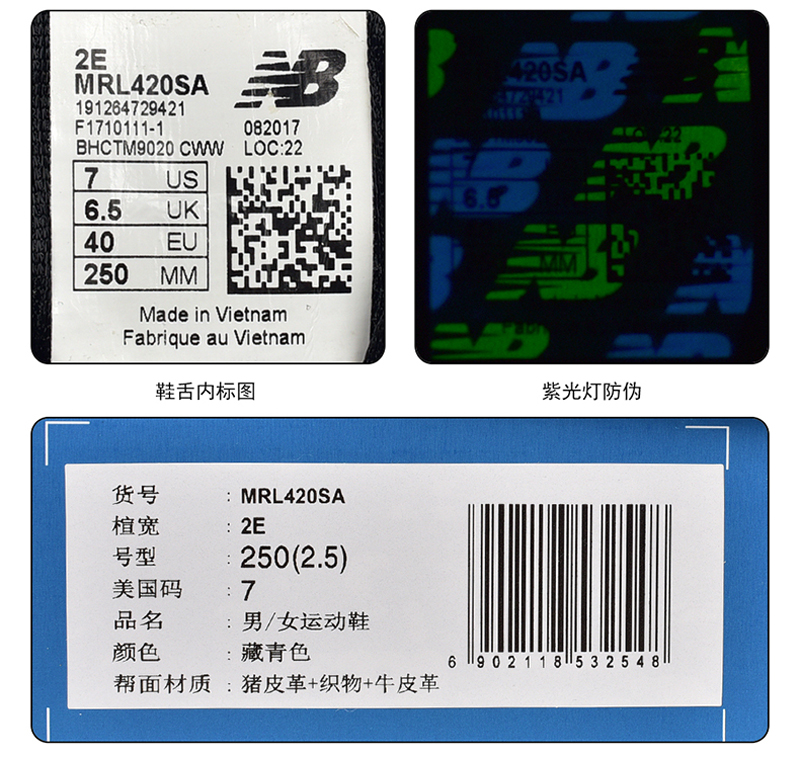 2E
MRL420SA
191264729421
F1710111-1
BHCTM9020 CWW
NB
082017
LOC:22
7 US
6.5 UK
40 EU
250 MM
Made in Vietnam
Fabrique au Vietnam
420SA
4729421
:22
6.5
MM
Fabri
鞋舌内标图
紫光灯防伪
货号 : MRL420SA
楦宽 : 2E
号型 : 250(2.5)
美国码 : 7
品名 : 男/女运动鞋
颜色 : 藏青色
帮面材质 : 猪皮革+织物+牛皮革
6 902118 532548